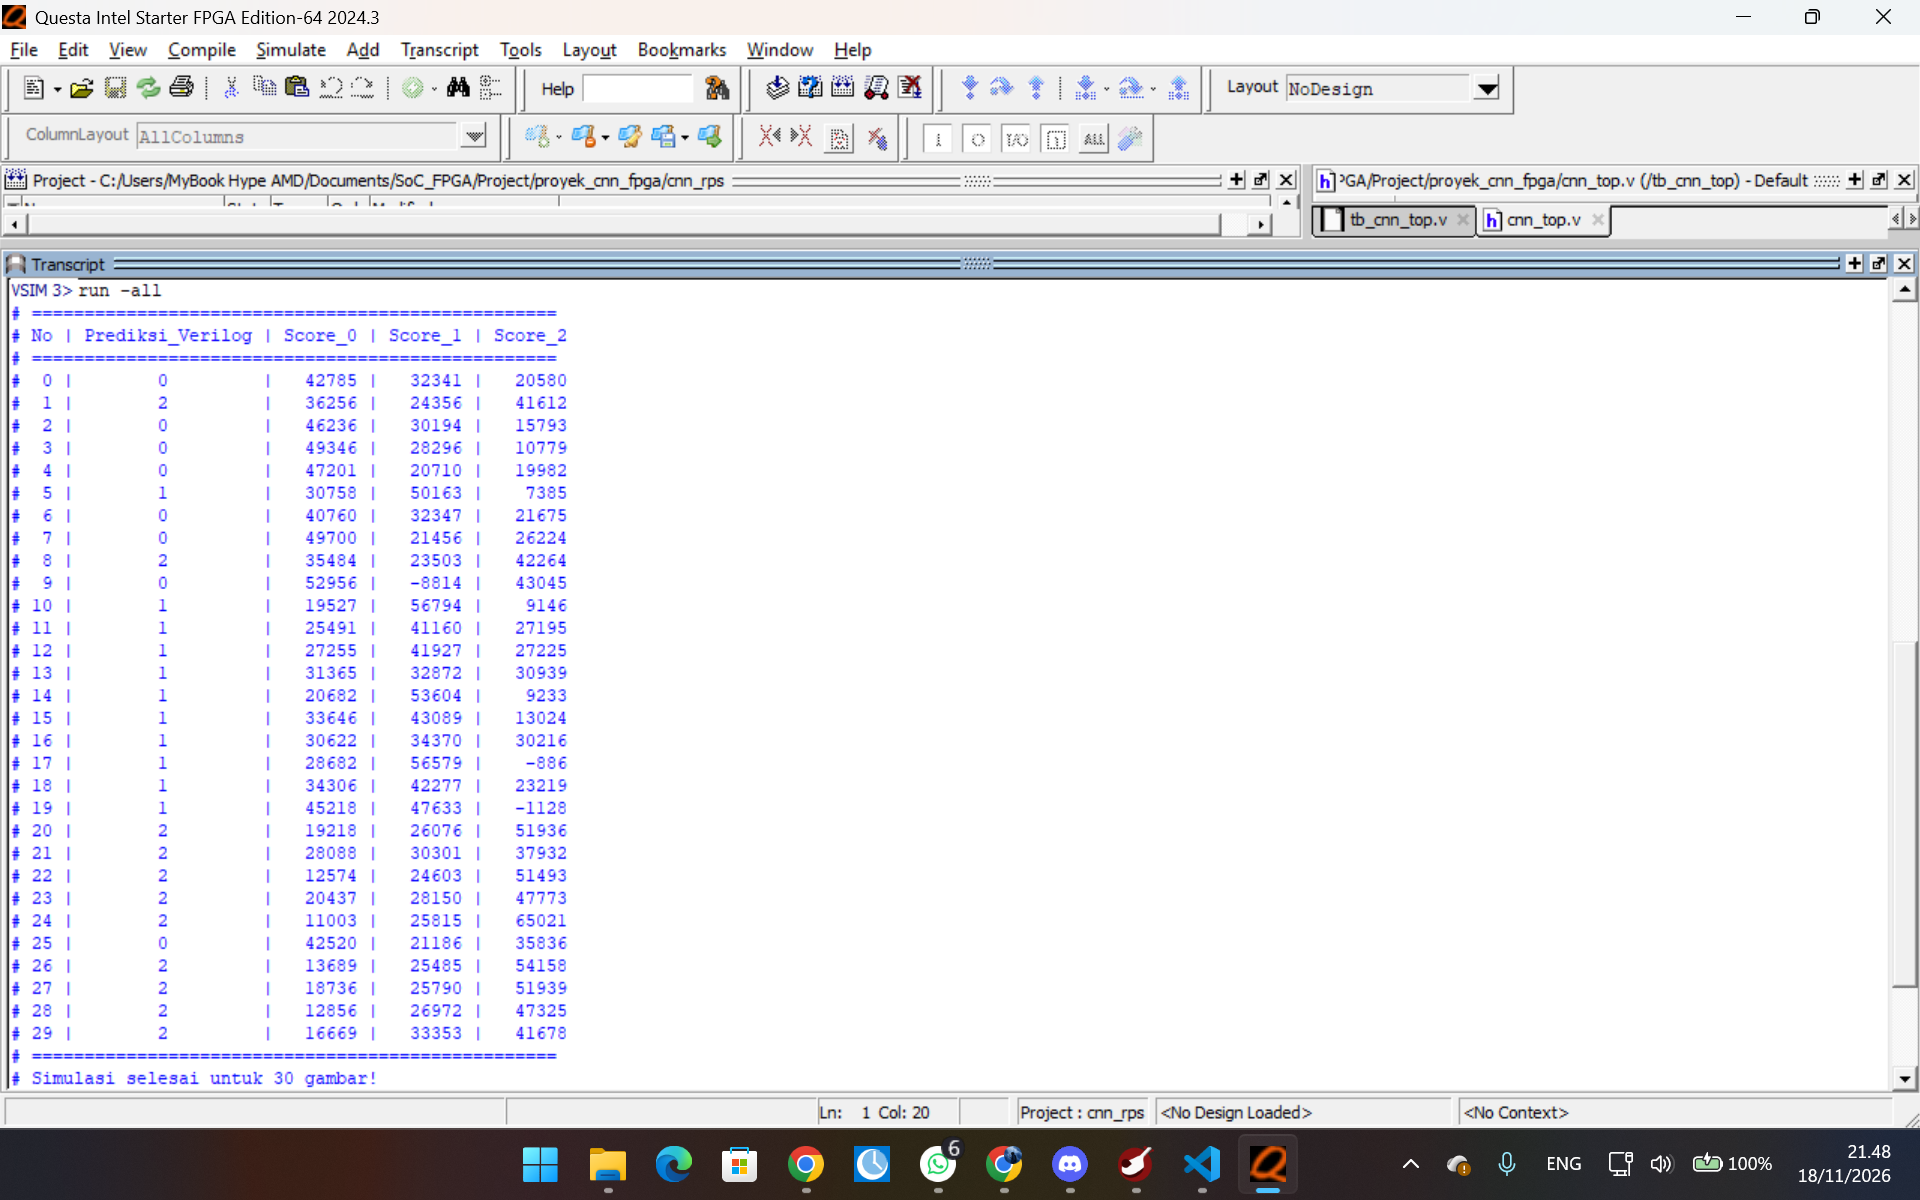 Questa Intel Starter FPGA Edition-64 2024.3
File Edit View Compile Simulate Add Transcript Tools Layout Bookmarks Window Help
Help
Layout NoDesign
ColumnLayout AllColumns
ALL
Project - C:/Users/MyBook Hype AMD/Documents/SoC_FPGA/Project/proyek_cnn_fpga/cnn_rps
PGA/Project/proyek_cnn_fpga/cnn_top.v (/tb_cnn_top) - Default
tb_cnn_top.v
cnn_top.v
Transcript
VSIM 3> run -all
# ==================================================
# No | Prediksi_Verilog | Score_0 | Score_1 | Score_2
# ==================================================
# 0 | 0 | 42785 | 32341 | 20580
# 1 | 2 | 36256 | 24356 | 41612
# 2 | 0 | 46236 | 30194 | 15793
# 3 | 0 | 49346 | 28296 | 10779
# 4 | 0 | 47201 | 20710 | 19982
# 5 | 1 | 30758 | 50163 | 7385
# 6 | 0 | 40760 | 32347 | 21675
# 7 | 0 | 49700 | 21456 | 26224
# 8 | 2 | 35484 | 23503 | 42264
# 9 | 0 | 52956 | -8814 | 43045
# 10 | 1 | 19527 | 56794 | 9146
# 11 | 1 | 25491 | 41160 | 27195
# 12 | 1 | 27255 | 41927 | 27225
# 13 | 1 | 31365 | 32872 | 30939
# 14 | 1 | 20682 | 53604 | 9233
# 15 | 1 | 33646 | 43089 | 13024
# 16 | 1 | 30622 | 34370 | 30216
# 17 | 1 | 28682 | 56579 | -886
# 18 | 1 | 34306 | 42277 | 23219
# 19 | 1 | 45218 | 47633 | -1128
# 20 | 2 | 19218 | 26076 | 51936
# 21 | 2 | 28088 | 30301 | 37932
# 22 | 2 | 12574 | 24603 | 51493
# 23 | 2 | 20437 | 28150 | 47773
# 24 | 2 | 11003 | 25815 | 65021
# 25 | 0 | 42520 | 21186 | 35836
# 26 | 2 | 13689 | 25485 | 54158
# 27 | 2 | 18736 | 25790 | 51939
# 28 | 2 | 12856 | 26972 | 47325
# 29 | 2 | 16669 | 33353 | 41678
# ==================================================
# Simulasi selesai untuk 30 gambar!
Ln: 1 Col: 20
Project : cnn_rps
<No Design Loaded>
<No Context>
6
ENG
100%
21.48
18/11/2026